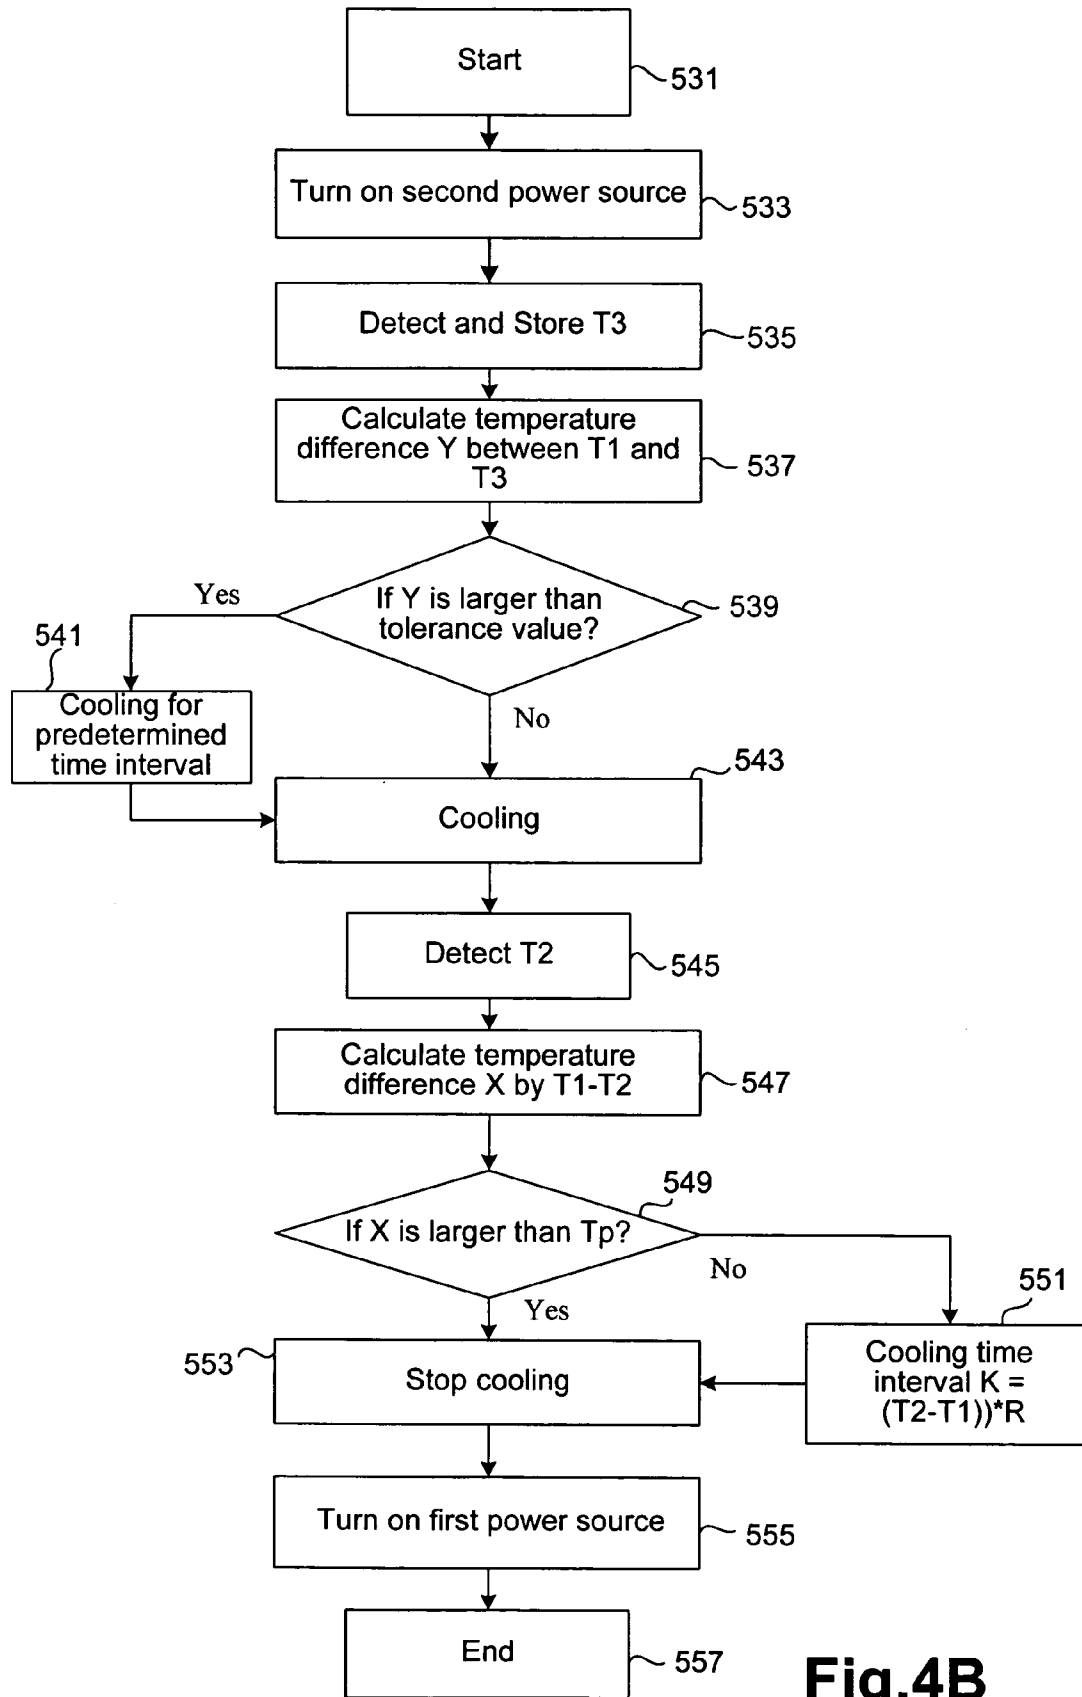 Start
531
Turn on second power source
533
Detect and Store T3
535
Calculate temperature
difference Y between T1 and
T3
537
If Y is larger than
tolerance value?
539
Yes
541
Cooling for
predetermined
time interval
No
543
Cooling
Detect T2
545
Calculate temperature
difference X by T1-T2
547
549
If X is larger than Tp?
No
551
Yes
Cooling time
interval K =
(T2-T1))*R
553
Stop cooling
Turn on first power source
555
End
557
Fig.4B